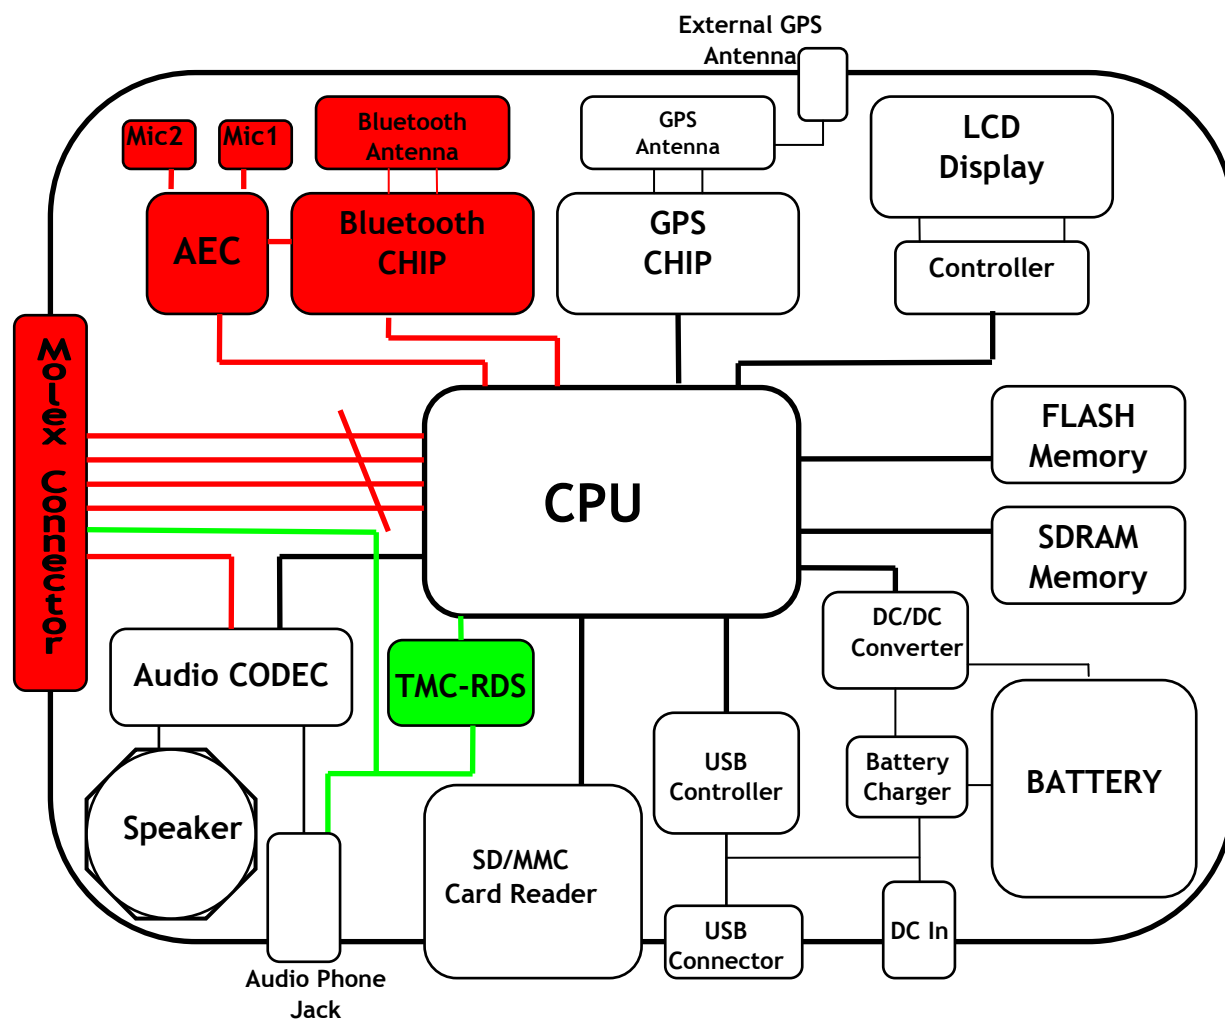 External GPS
Antenna
Mic2
Mic1
Bluetooth
Antenna
GPS
Antenna
LCD
Display
AEC
Bluetooth
CHIP
GPS
CHIP
Controller
Molex Connector
CPU
FLASH
Memory
SDRAM
Memory
DC/DC
Converter
Audio CODEC
TMC-RDS
USB
Controller
Battery
Charger
BATTERY
Speaker
SD/MMC
Card Reader
USB
Connector
DC In
Audio Phone
Jack